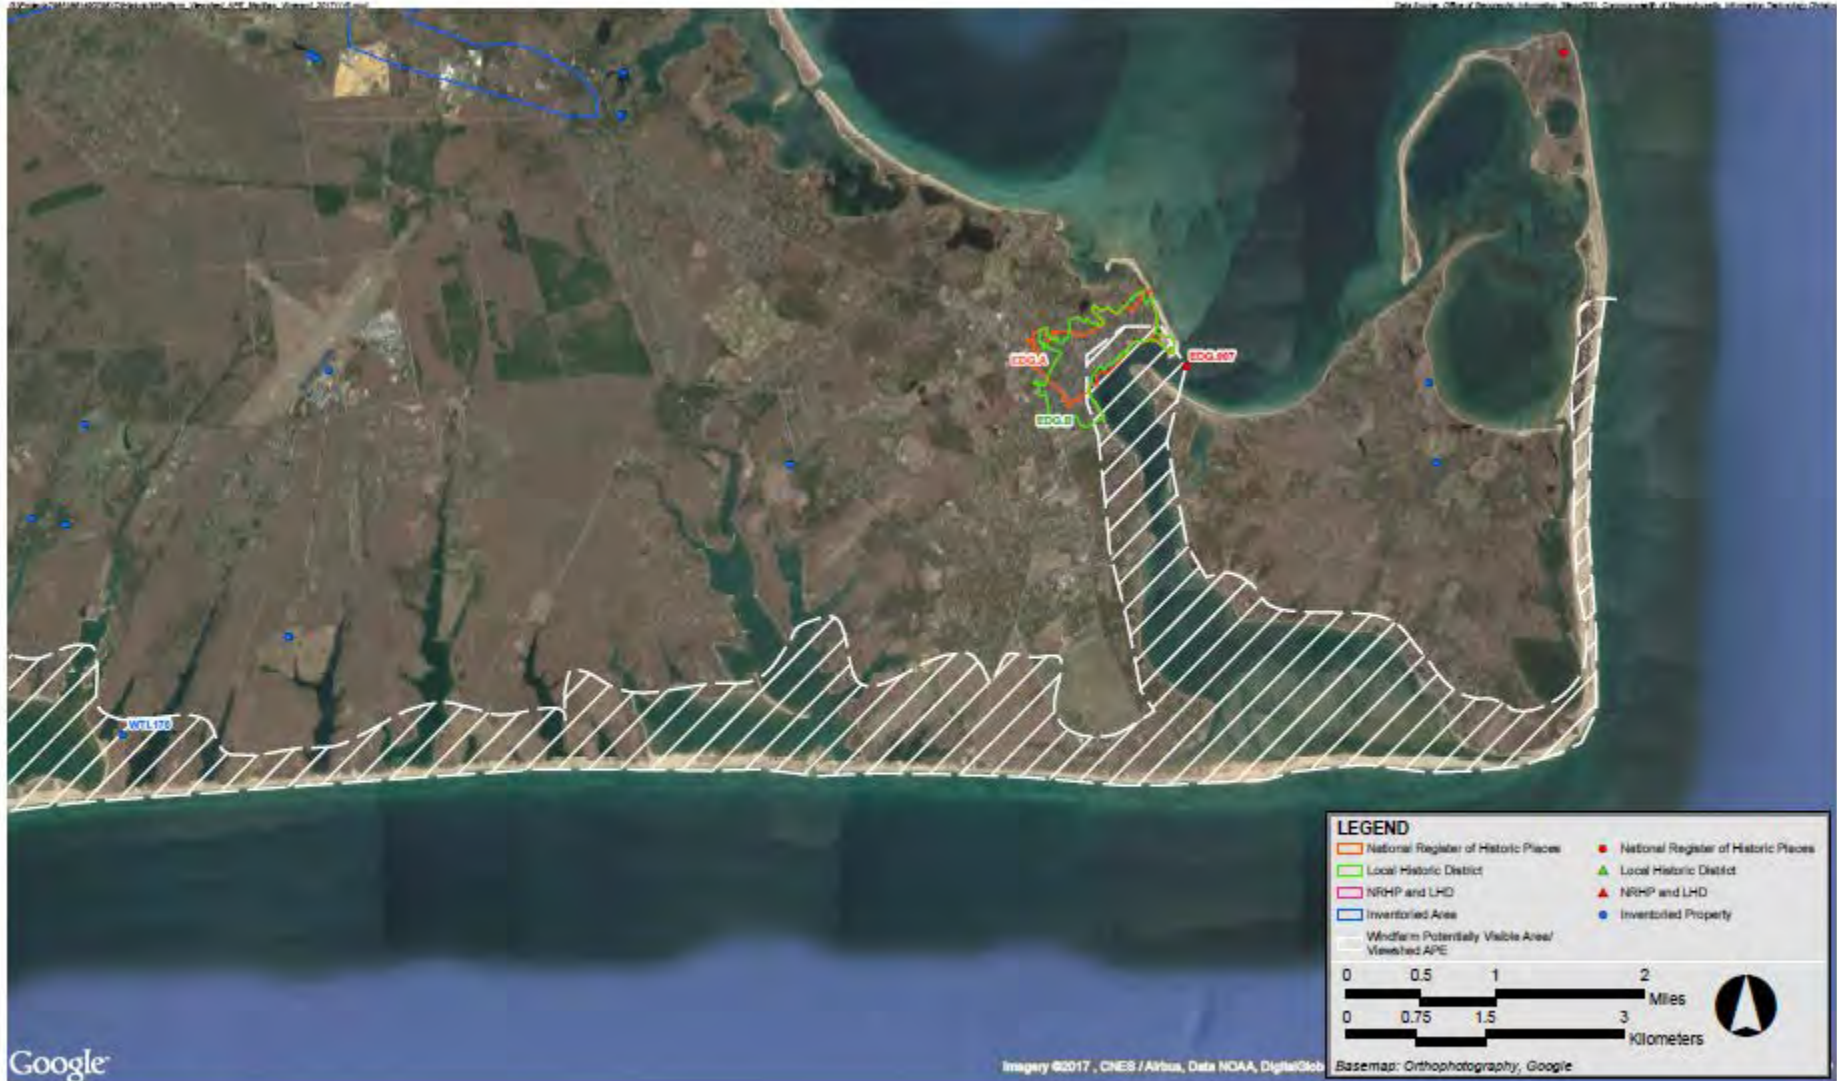 EDG.A
EDG.987
EDG.B
WTL176
LEGEND
National Register of Historic Places
Local Historic District
NRHP and LHD
Inventoried Area
Windfarm Potentially Visible Area/
Viewshed APE
National Register of Historic Places
Local Historic District
NRHP and LHD
Inventoried Property
0 0.5 1 2
Miles
0 0.75 1.5 3
Kilometers
Google
Imagery ©2017 , CNES / Airbus, Data NOAA, DigitalGlob
Basemap: Orthophotography, Google